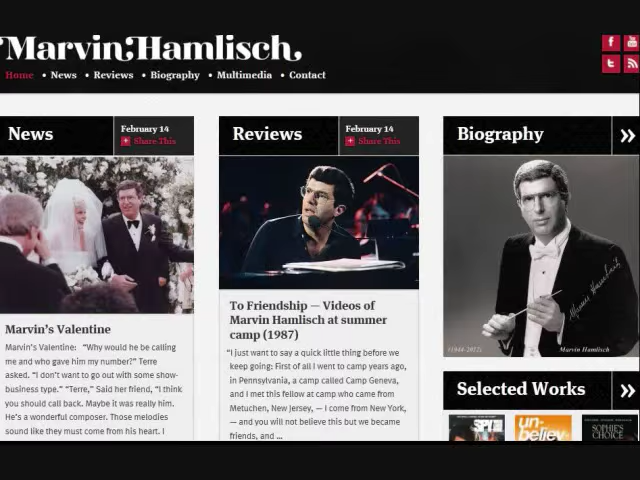 Marvin Hamlisch
Home • News • Reviews • Biography • Multimedia • Contact
News
February 14
Share This
Marvin's Valentine
Marvin's Valentine: "Why would he be calling
me and who gave him my number?" Terre
asked. "I don't want to go out with some show-
business type." "Terre," Said her friend, "I think
you should call back. Maybe it was really him.
He's a wonderful composer. Those melodies
sound like they must come from his heart. I
Reviews
February 14
Share This
To Friendship — Videos of
Marvin Hamlisch at summer
camp (1987)
"I just want to say a quick little thing before we
keep going: First of all I went to camp years ago,
in Pennsylvania, a camp called Camp Geneva,
and I met this fellow at camp who came from
Metuchen, New Jersey, — I come from New York,
— and you will not believe this but we became
friends, and ...
Biography
Marvin Hamlisch
(1944-2012)
Marvin Hamlisch
Selected Works
SPY
un-
believ
SOPHIE'S
CHOICE